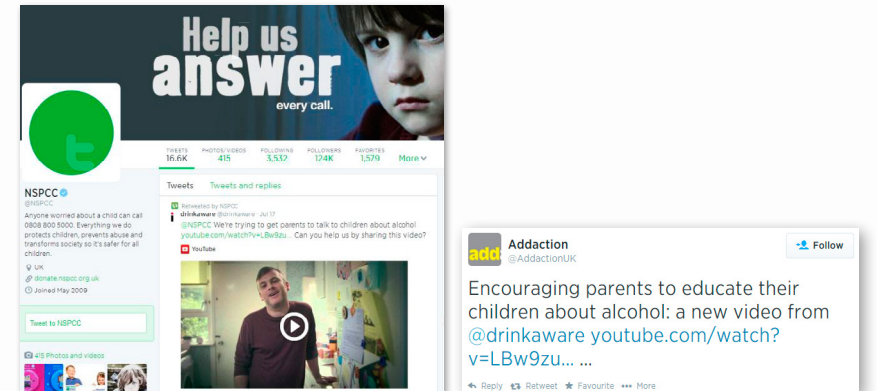 Help us
answer
every call.
TWEETS PHOTOS/VIDEOS FOLLOWING FOLLOWERS FAVORITES
16.6K 415 3,532 124K 1,579 More
NSPCC
@NSPCC
Anyone worried about a child can call
0808 800 5000. Everything we do
protects children, prevents abuse and
transforms society so it's safer for all
children.
UK
donate.nspcc.org.uk
Joined May 2009
Tweet to NSPCC
415 Photos and videos
Tweets Tweets and replies
Retweeted by NSPCC
drinkaware @drinkaware · Jul 17
@NSPCC We're trying to get parents to talk to children about alcohol
youtube.com/watch?v=LBw9zu... Can you help us by sharing this video?
YouTube
add
Addaction
@AddactionUK
Follow
Encouraging parents to educate their
children about alcohol: a new video from
@drinkaware youtube.com/watch?
v=LBw9zu... ...
Reply Retweet Favourite More